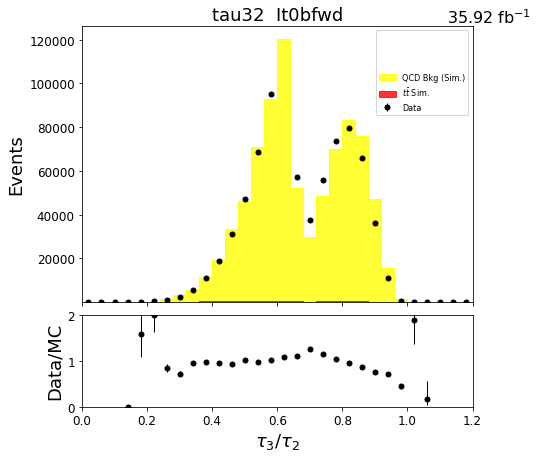 tau32 It0bfwd
35.92 fb⁻¹
120000
100000
80000
60000
40000
20000
Events
QCD Bkg (Sim.)
tt̄ Sim.
Data
2
1
0
Data/MC
0.0 0.2 0.4 0.6 0.8 1.0 1.2
τ₃/τ₂